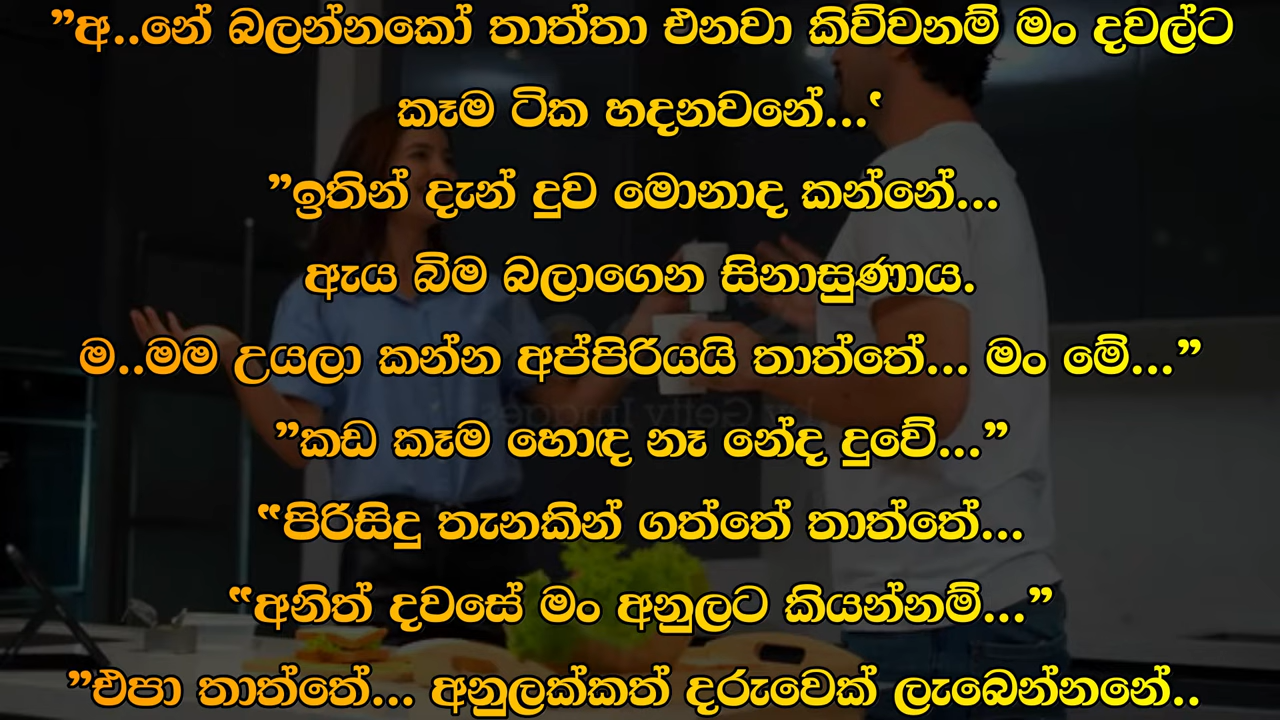 ”අ..නේ බලන්නකෝ තාත්තා එනවා කිව්වනම් මං දවල්ට
කෑම ටික හදනවනේ...‛
”ඉතින් දැන් දුව මොනාද කන්නේ...
ඇය බිම බලාගෙන සිනාසුණාය.
ම..මම උයලා කන්න අප්පිරියයි තාත්තේ... මං මේ...”
”කඩ කෑම හොඳ නෑ නේද දුවේ...”
“පිරිසිදු තැනකින් ගත්තේ තාත්තේ...
“අනිත් දවසේ මං අනුලට කියන්නම්...”
”එපා තාත්තේ... අනුලක්කත් දරුවෙක් ලැබෙන්නනේ..